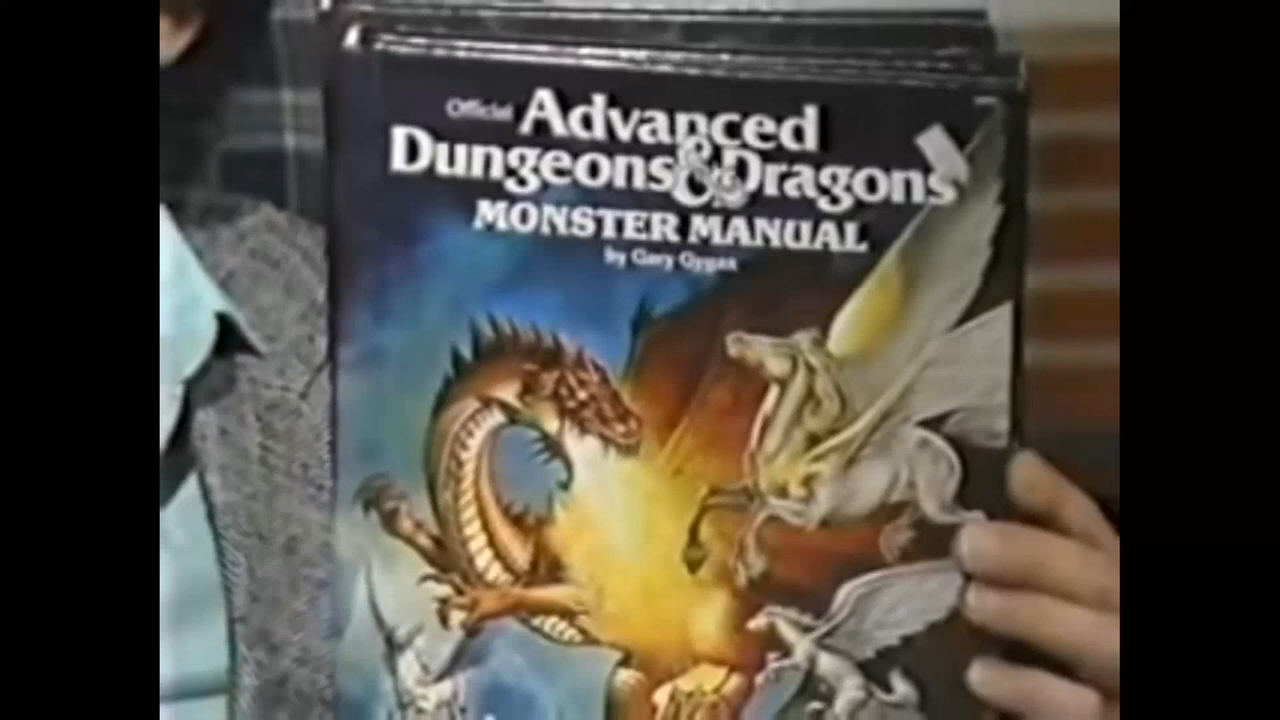 Official Advanced
Dungeons & Dragons
MONSTER MANUAL
by Gary Gygax